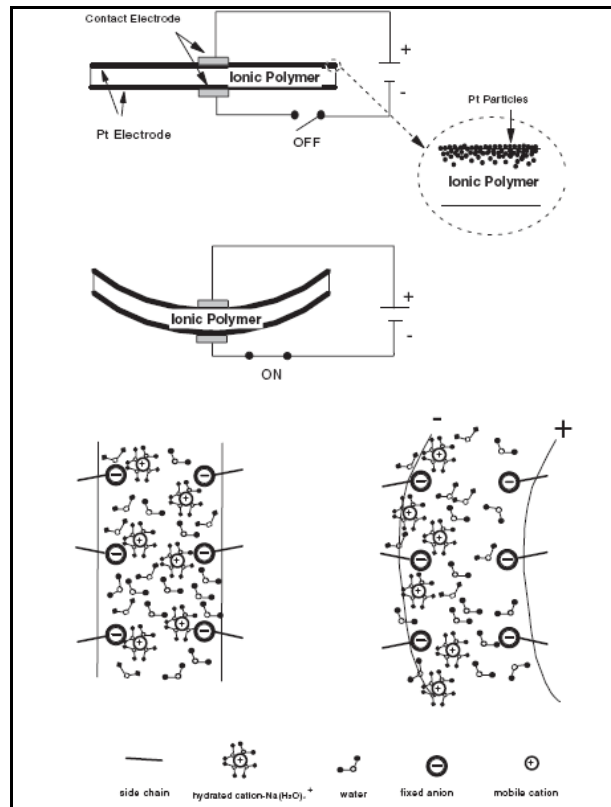 Contact Electrode
+
Ionic Polymer
-
Pt Electrode
OFF
Pt Particles
Ionic Polymer
+
Ionic Polymer
-
ON
- +
side chain
hydrated cation-Na(H₂O)₋⁺
water
fixed anion
mobile cation